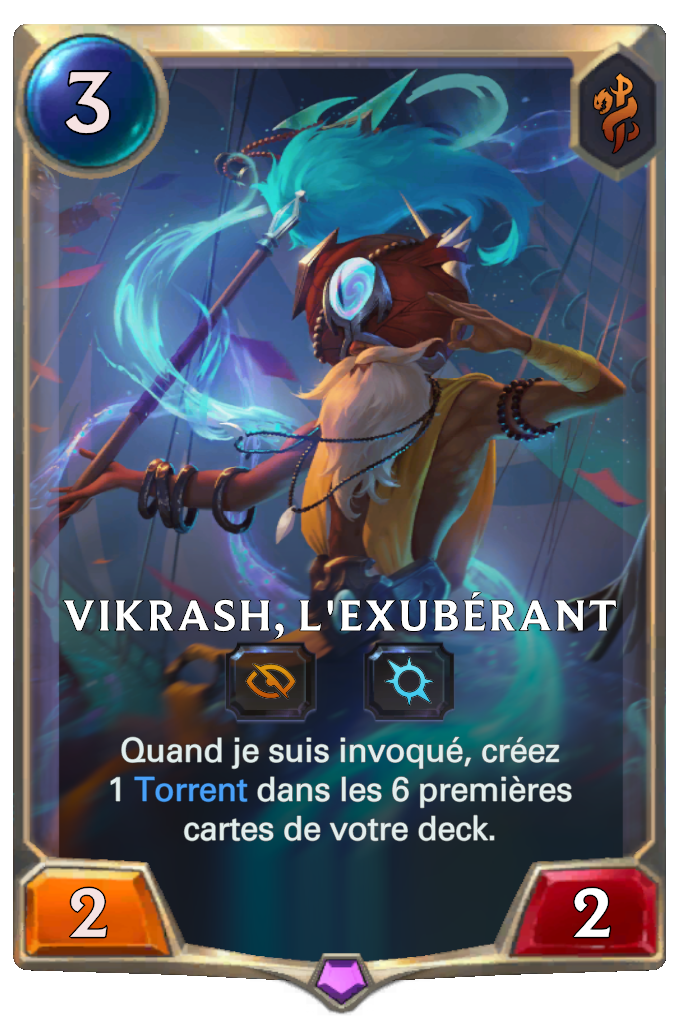 3
VIKRASH, L'EXUBÉRANT
Quand je suis invoqué, créez
1 Torrent dans les 6 premières
cartes de votre deck.
2
2